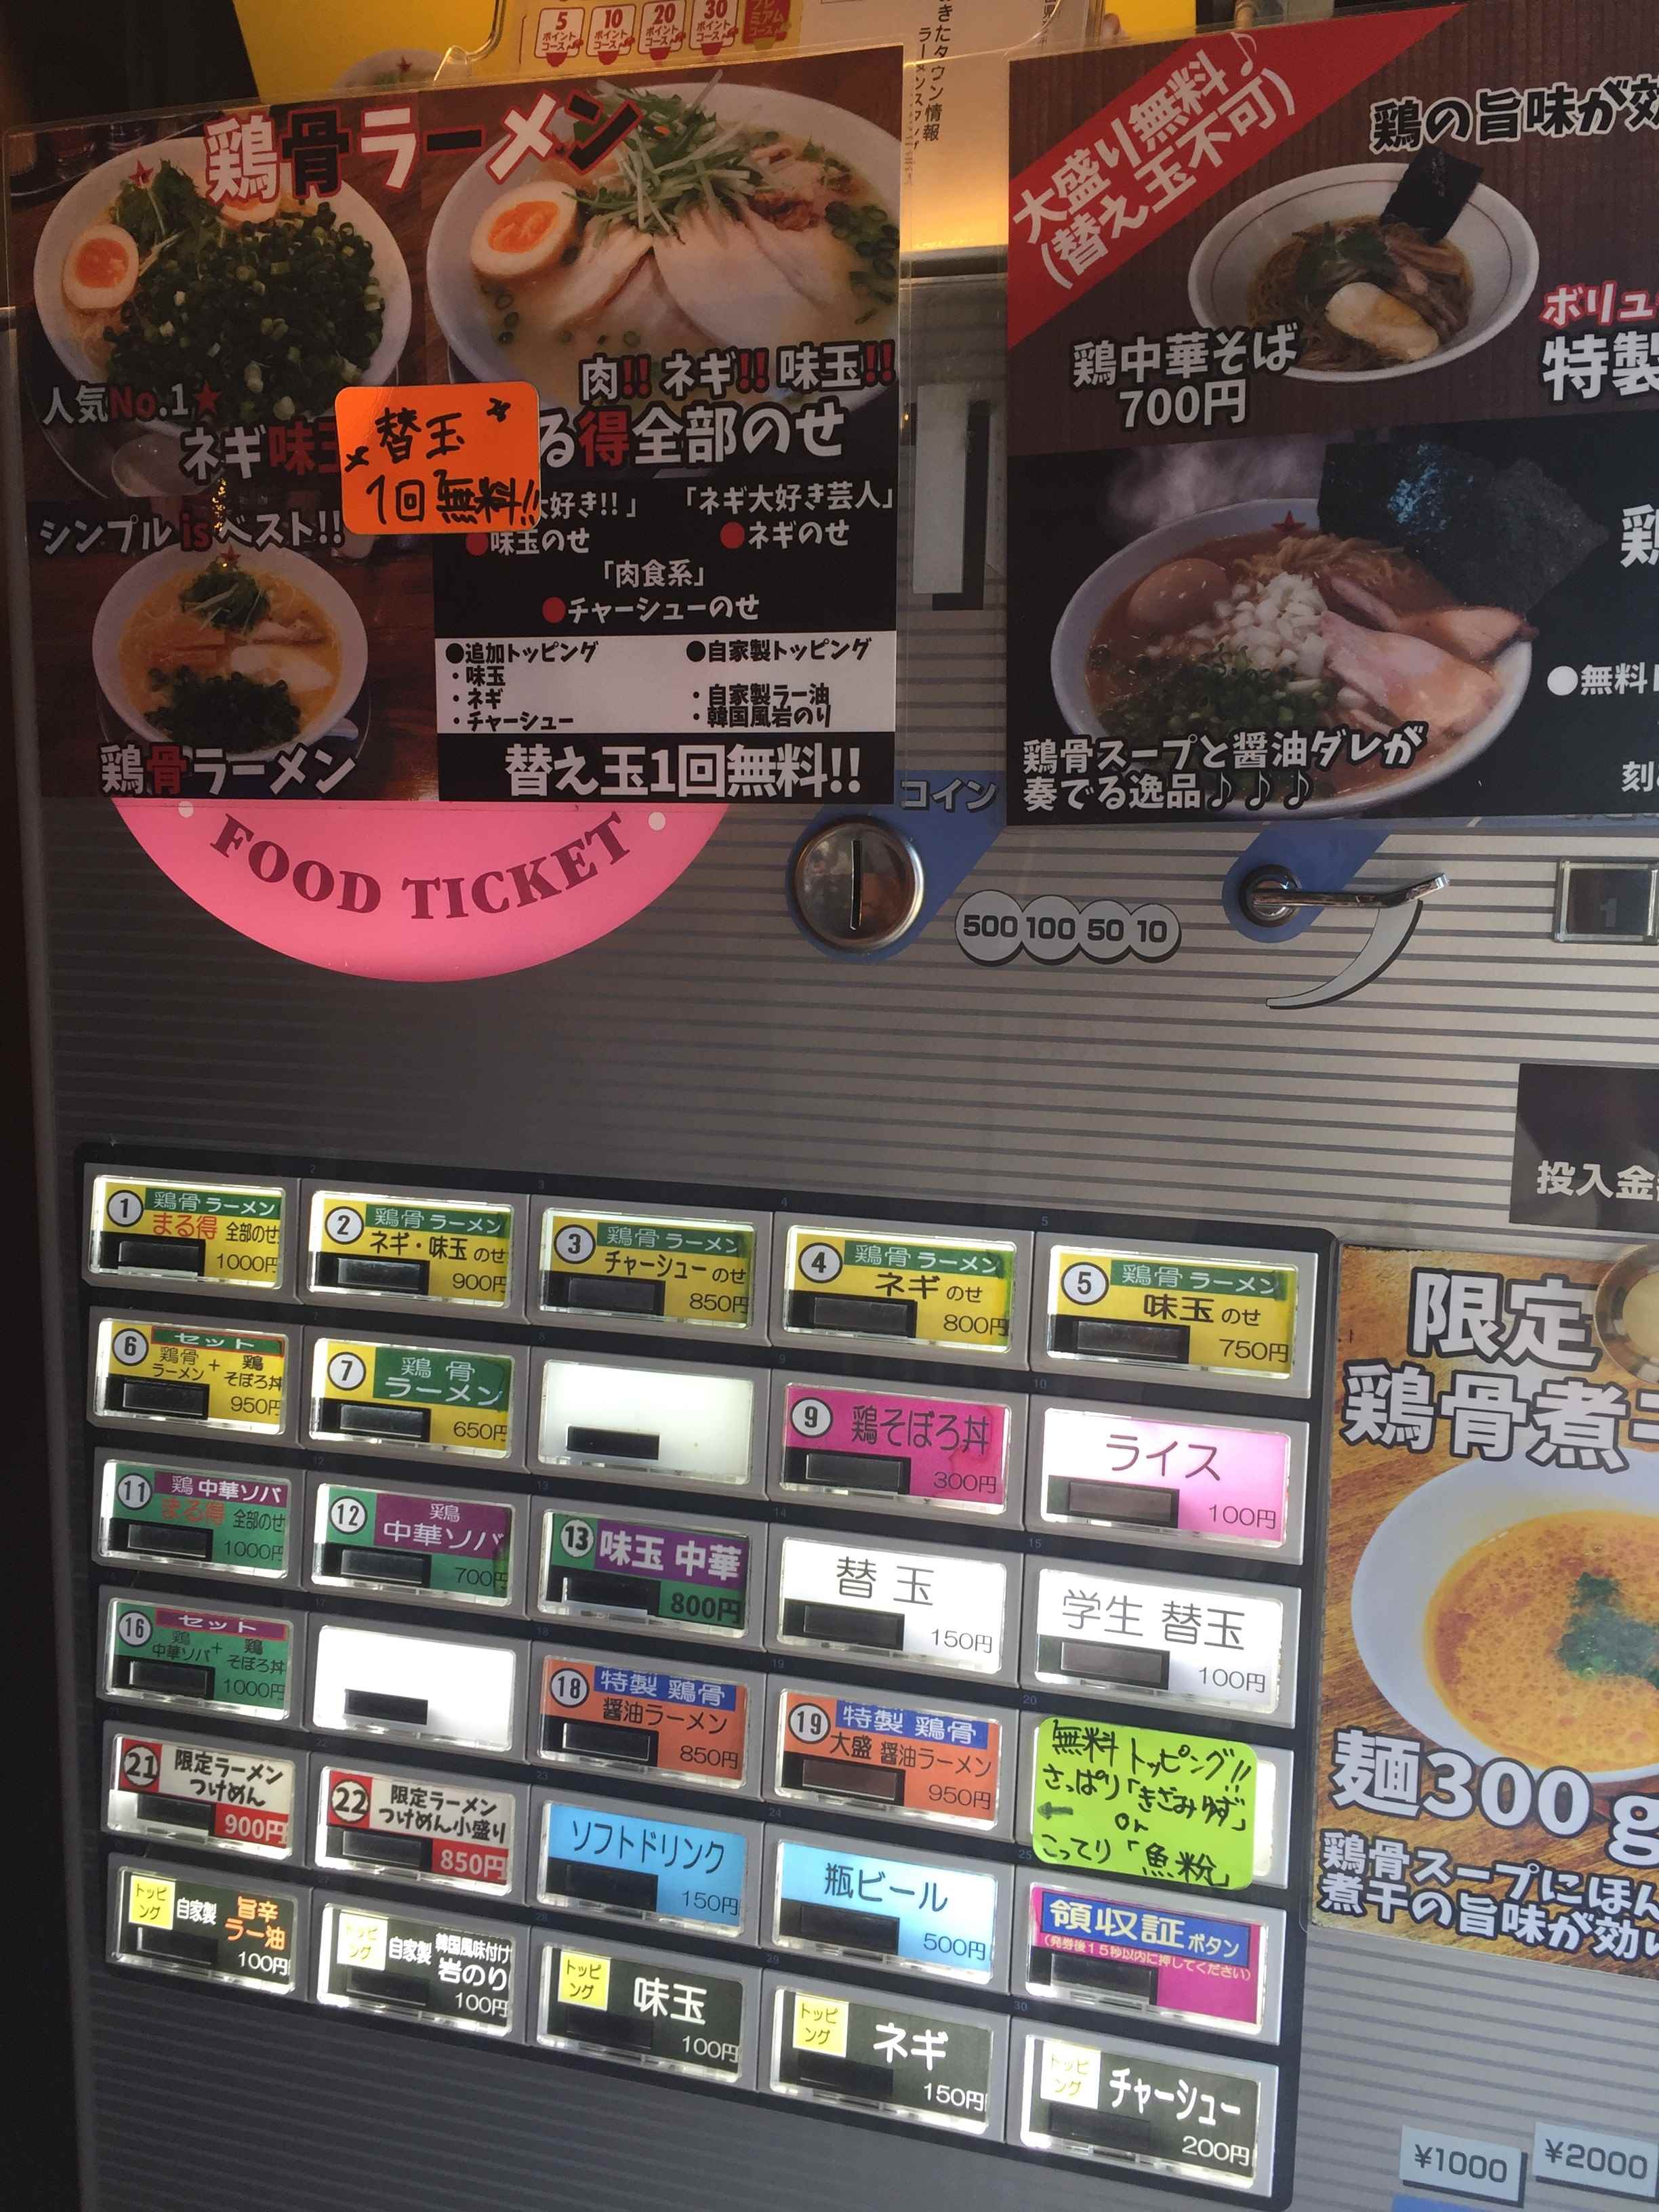 5
ポイント
コース
10
ポイント
コース
20
ポイント
コース
30
ポイント
コース
きたタウン情報
鶏骨ラーメン
人気No.1★
ネギ味玉
替玉
1回無料!!
肉!! ネギ!! 味玉!!
る得全部のせ
シンプル is ベスト!!
鶏骨ラーメン
大好き!!」
●味玉のせ
「ネギ大好き芸人」
●ネギのせ
「肉食系」
●チャーシューのせ
●追加トッピング
・味玉
・ネギ
・チャーシュー
●自家製トッピング
・自家製ラー油
・韓国風岩のり
替え玉1回無料!!
大盛り無料♪
(替え玉不可)
鶏の旨味が効
鶏中華そば
700円
ボリュ
特製
鶏
●無料
刻
鶏骨スープと醤油ダレが
奏でる逸品♪♪♪
FOOD TICKET
コイン
500 100 50 10
1
投入金
① 鶏骨 ラーメン
まる得 全部のせ
1000円
② 鶏骨 ラーメン
ネギ・味玉 のせ
900円
③ 鶏骨 ラーメン
チャーシュー のせ
850円
④ 鶏骨 ラーメン
ネギ のせ
800円
⑤ 鶏骨 ラーメン
味玉 のせ
750円
⑥ セット
鶏骨ラーメン + 鶏そぼろ丼
950円
⑦ 鶏骨
ラーメン
650円
⑨ 鶏そぼろ丼
300円
ライス
100円
⑪ 鶏 中華ソバ
まる得 全部のせ
1000円
⑫ 鶏
中華ソバ
700円
⑬ 味玉 中華
800円
替玉
150円
学生 替玉
100円
⑯ セット
鶏中華ソバ + 鶏そぼろ丼
1000円
⑱ 特製 鶏骨
醤油ラーメン
850円
⑲ 特製 鶏骨
大盛 醤油ラーメン
950円
無料トッピング!!
さっぱり「きざみゆず」
← or
こってり「魚粉」
㉑ 限定ラーメン
つけめん
900円
㉒ 限定ラーメン
つけめん小盛り
850円
ソフトドリンク
150円
瓶ビール
500円
領収証ボタン
(発券後15秒以内に押してください)
トッピング 自家製 旨辛ラー油
100円
トッピング 自家製 韓国風味付け岩のり
100円
トッピング 味玉
100円
トッピング ネギ
150円
トッピング チャーシュー
200円
限定
鶏骨煮干
麺300g
鶏骨スープにほん
煮干の旨味が効い
¥1000
¥2000